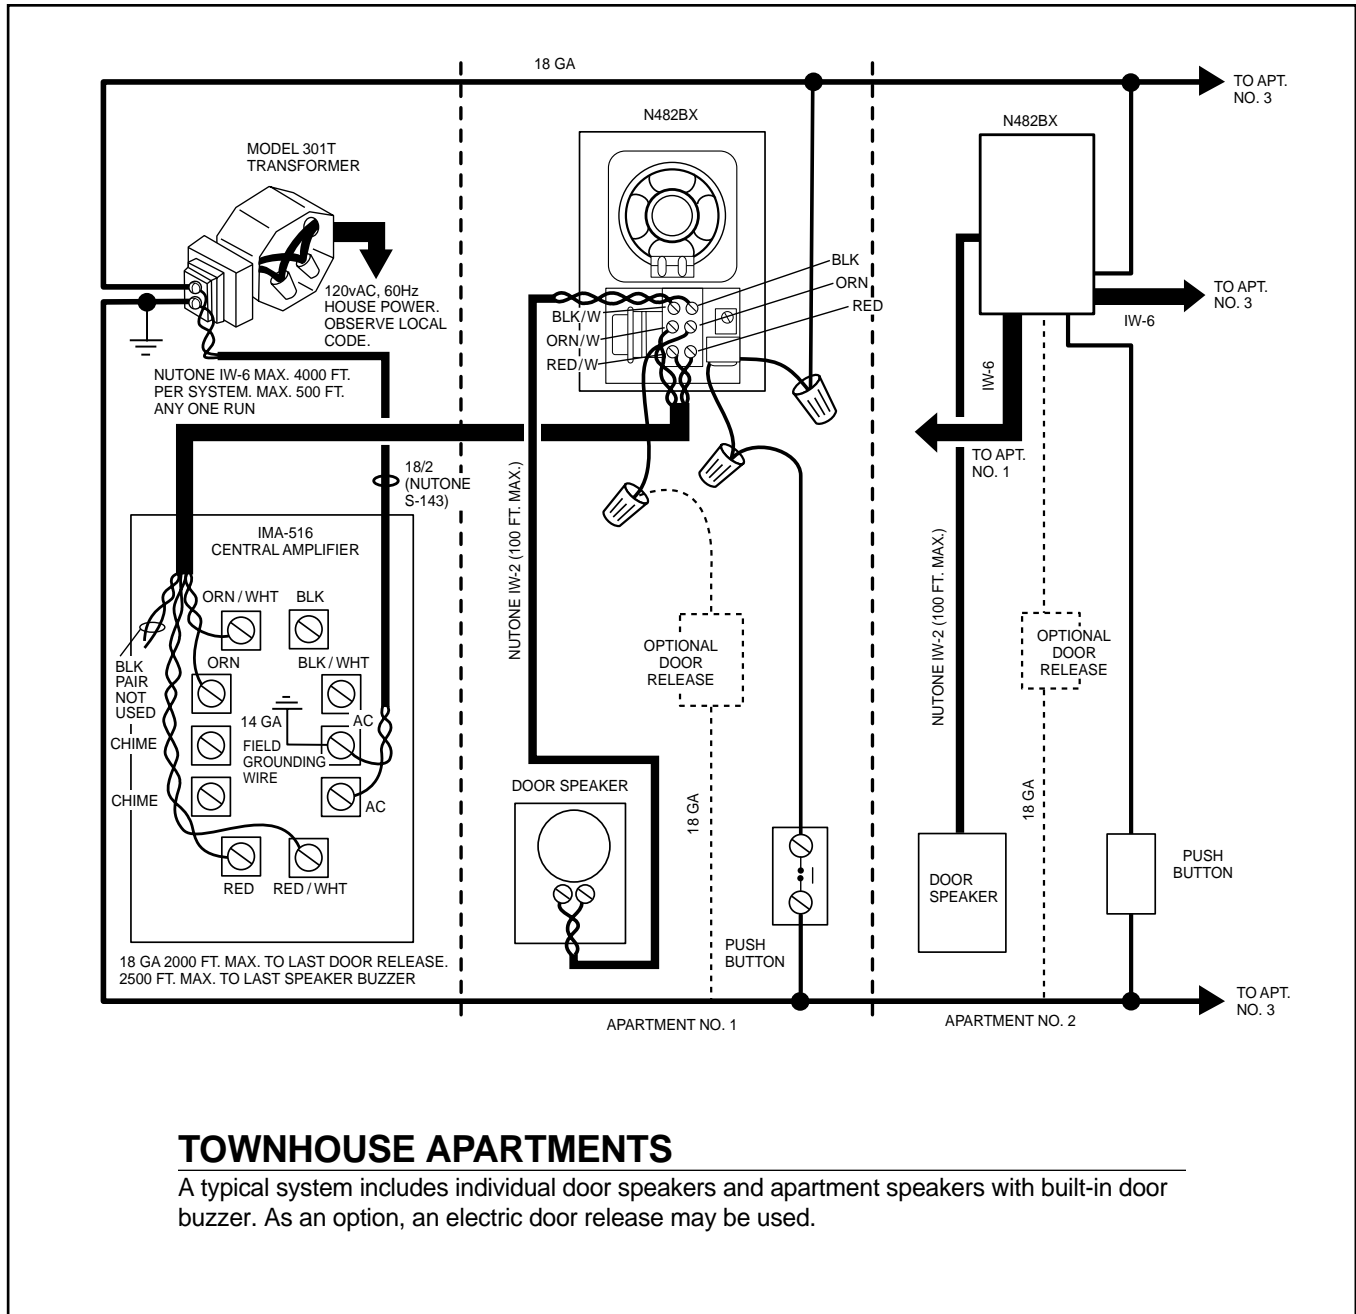 18 GA
TO APT.
NO. 3
N482BX
N482BX
MODEL 301T
TRANSFORMER
BLK
ORN
RED
BLK/W
ORN/W
RED/W
120vAC, 60Hz
HOUSE POWER.
OBSERVE LOCAL
CODE.
TO APT.
NO. 3
IW-6
IW-6
NUTONE IW-6 MAX. 4000 FT.
PER SYSTEM. MAX. 500 FT.
ANY ONE RUN
TO APT.
NO. 1
18/2
(NUTONE
S-143)
NUTONE IW-2 (100 FT. MAX.)
NUTONE IW-2 (100 FT. MAX.)
IMA-516
CENTRAL AMPLIFIER
ORN / WHT
BLK
BLK
PAIR
NOT
USED
ORN
BLK / WHT
14 GA
AC
CHIME
FIELD
GROUNDING
WIRE
CHIME
AC
RED
RED / WHT
OPTIONAL
DOOR
RELEASE
OPTIONAL
DOOR
RELEASE
18 GA
18 GA
DOOR SPEAKER
DOOR
SPEAKER
PUSH
BUTTON
PUSH
BUTTON
18 GA 2000 FT. MAX. TO LAST DOOR RELEASE.
2500 FT. MAX. TO LAST SPEAKER BUZZER
TO APT.
NO. 3
APARTMENT NO. 1
APARTMENT NO. 2
TOWNHOUSE APARTMENTS
A typical system includes individual door speakers and apartment speakers with built-in door
buzzer. As an option, an electric door release may be used.